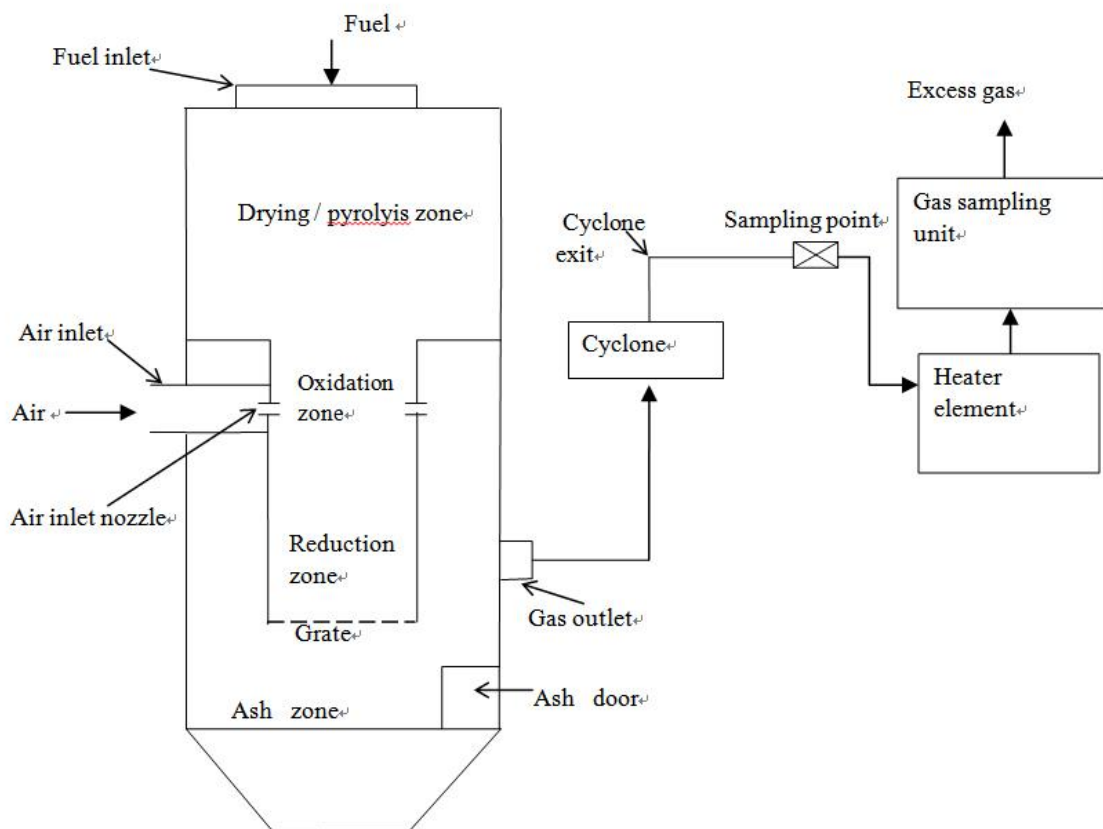 Fuel
Fuel inlet
Excess gas
Drying / pyrolyis zone
Cyclone
exit
Sampling point
Gas sampling
unit
Air inlet
Air
Oxidation
zone
Cyclone
Heater
element
Air inlet nozzle
Reduction
zone
Gas outlet
Grate
Ash zone
Ash door